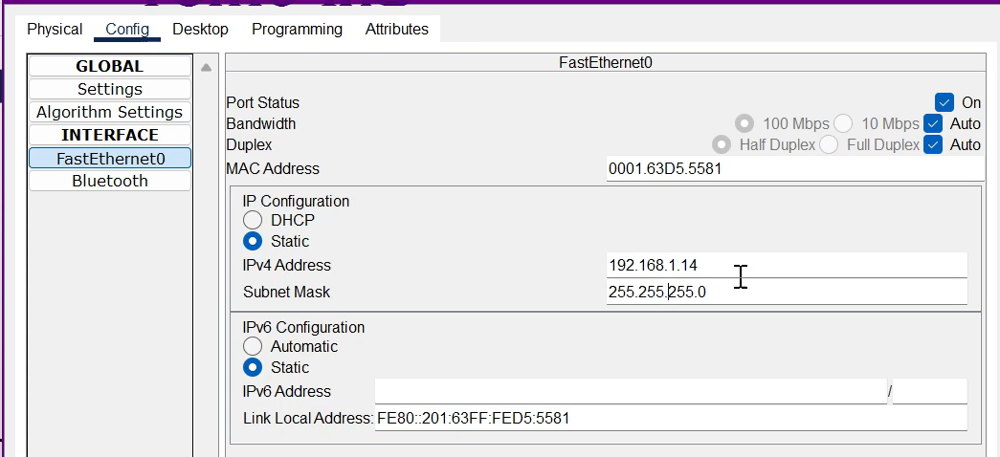 Physical Config Desktop Programming Attributes
GLOBAL
Settings
Algorithm Settings
INTERFACE
FastEthernet0
Bluetooth
FastEthernet0
Port Status On
Bandwidth 100 Mbps 10 Mbps Auto
Duplex Half Duplex Full Duplex Auto
MAC Address 0001.63D5.5581
IP Configuration
DHCP
Static
IPv4 Address 192.168.1.14
Subnet Mask 255.255.255.0
IPv6 Configuration
Automatic
Static
IPv6 Address /
Link Local Address: FE80::201:63FF:FED5:5581